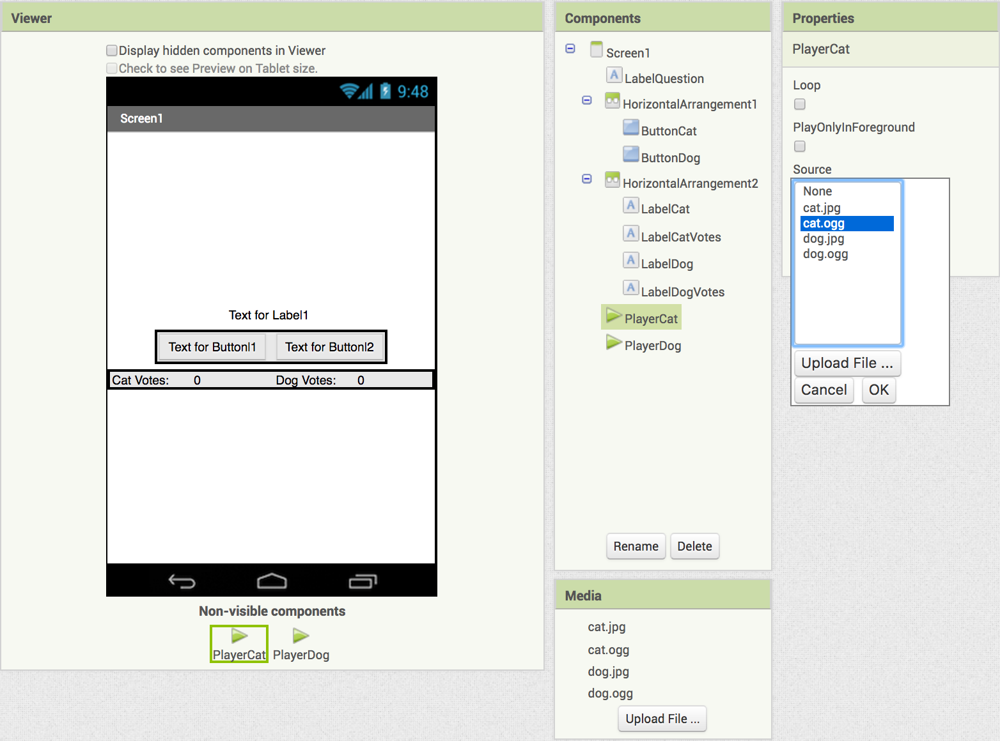 Viewer
Display hidden components in Viewer
Check to see Preview on Tablet size.
9:48
Screen1
Text for Label1
Text for Buttonl1 Text for Buttonl2
Cat Votes: 0 Dog Votes: 0
Non-visible components
PlayerCat PlayerDog
Components
Screen1
A LabelQuestion
HorizontalArrangement1
ButtonCat
ButtonDog
HorizontalArrangement2
A LabelCat
A LabelCatVotes
A LabelDog
A LabelDogVotes
PlayerCat
PlayerDog
Rename Delete
Media
cat.jpg
cat.ogg
dog.jpg
dog.ogg
Upload File ...
Properties
PlayerCat
Loop
PlayOnlyInForeground
Source
None
cat.jpg
cat.ogg
dog.jpg
dog.ogg
Upload File ...
Cancel OK